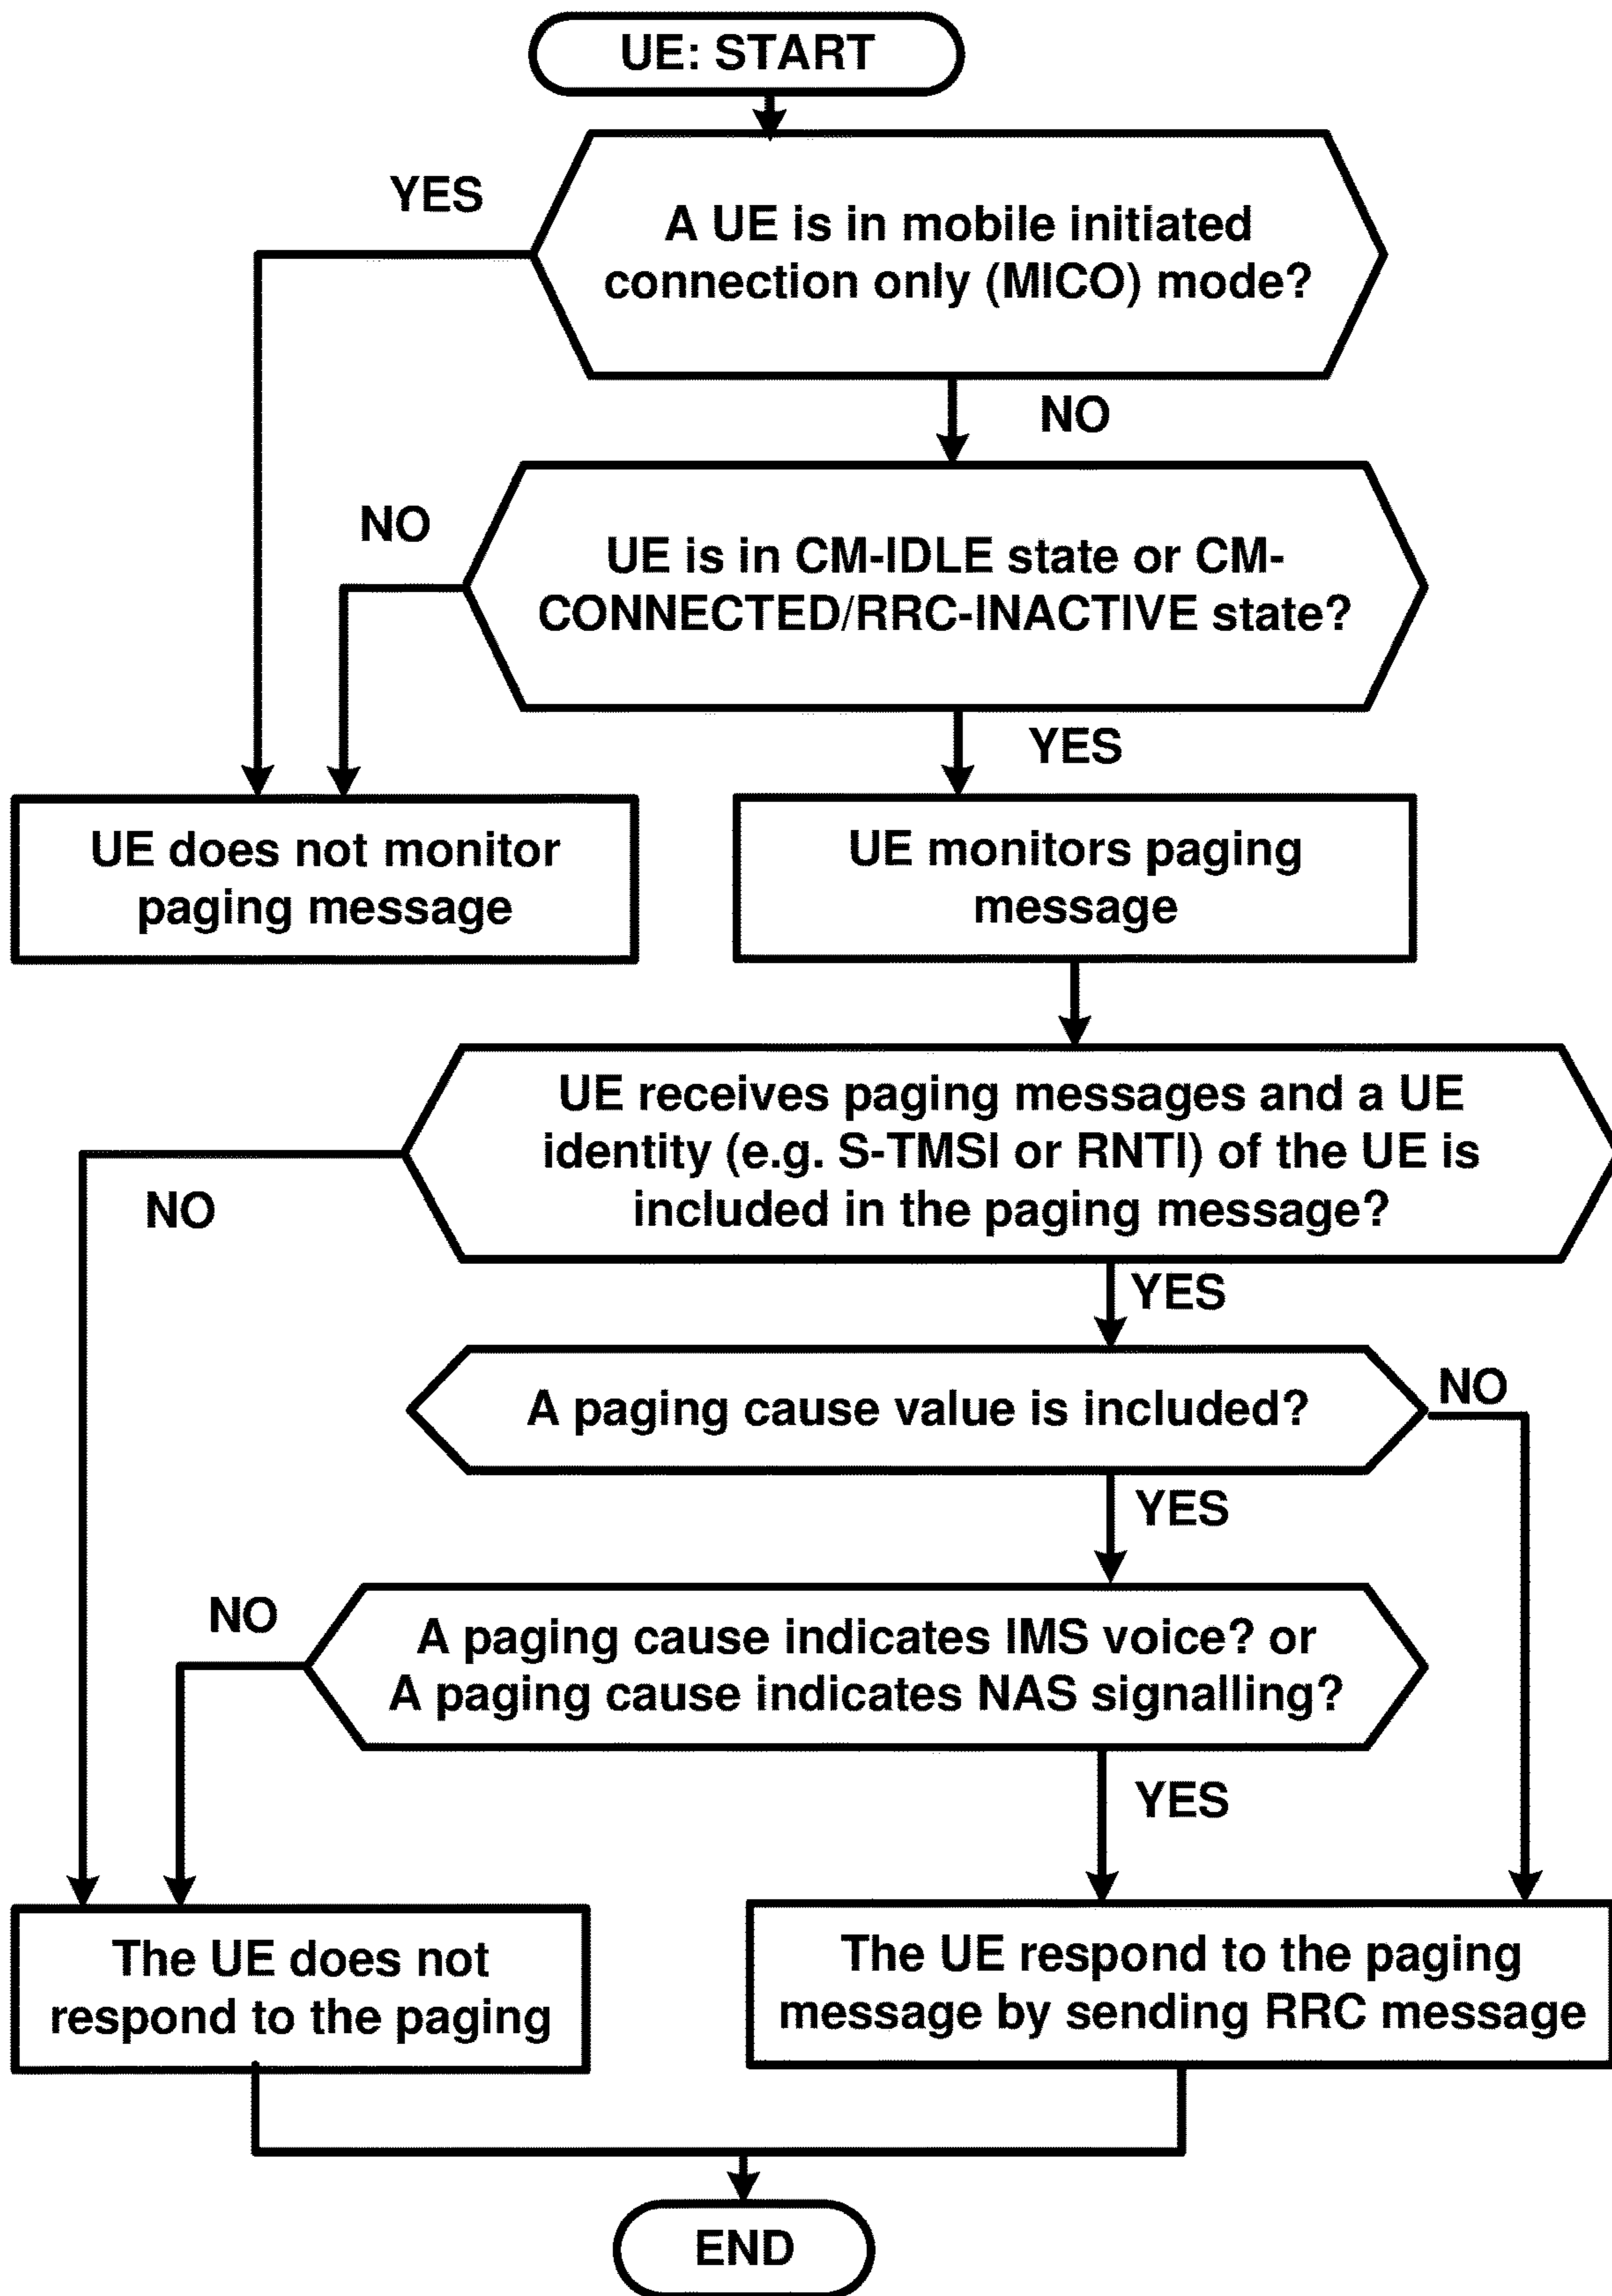 UE: START
YES
A UE is in mobile initiated
connection only (MICO) mode?
NO
NO
UE is in CM-IDLE state or CM-
CONNECTED/RRC-INACTIVE state?
YES
UE does not monitor
paging message
UE monitors paging
message
UE receives paging messages and a UE
identity (e.g. S-TMSI or RNTI) of the UE is
included in the paging message?
NO
YES
A paging cause value is included?
NO
YES
NO
A paging cause indicates IMS voice? or
A paging cause indicates NAS signalling?
YES
The UE does not
respond to the paging
The UE respond to the paging
message by sending RRC message
END